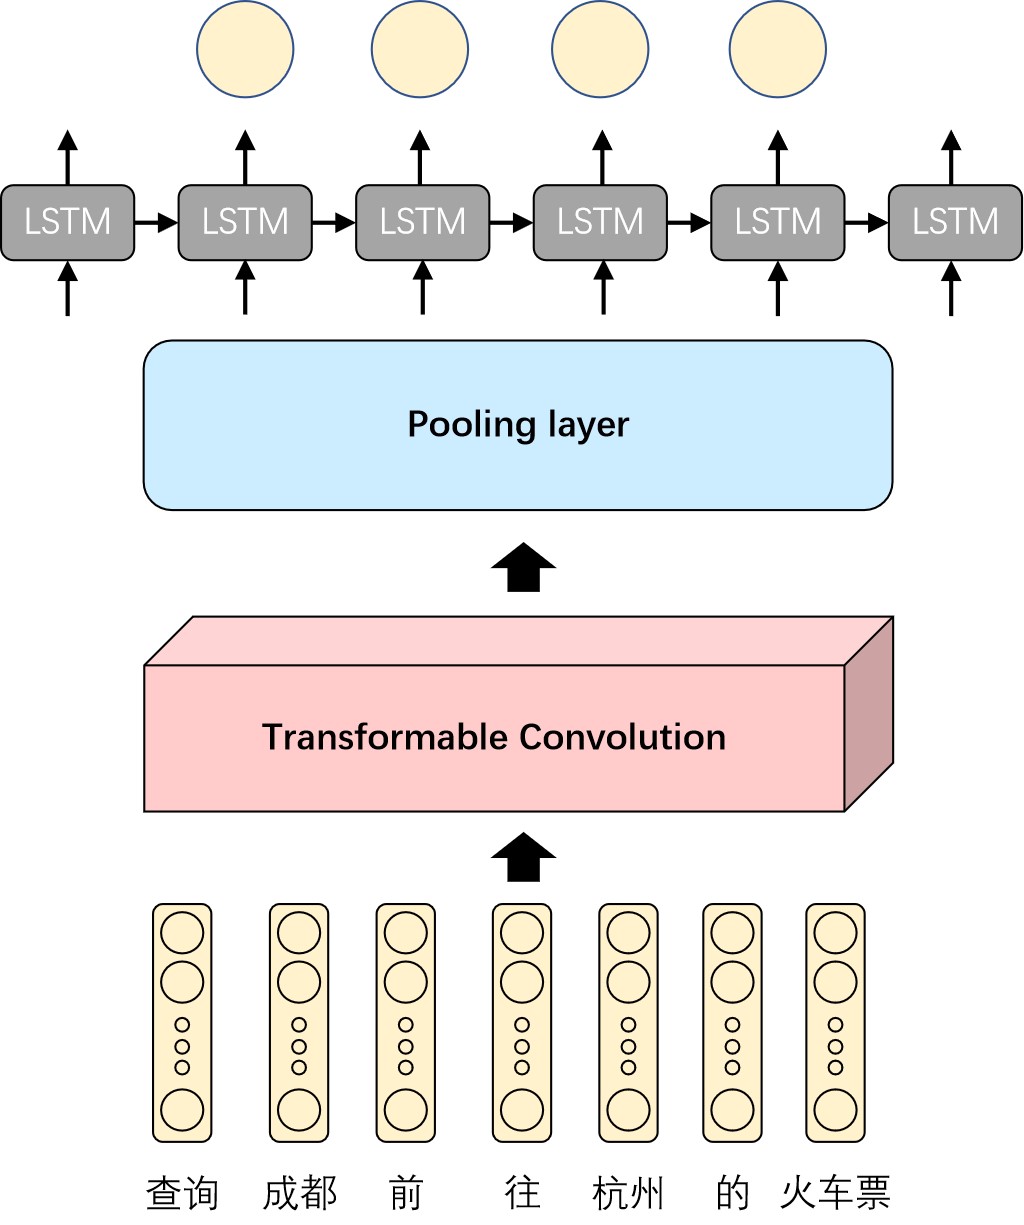 LSTM LSTM LSTM LSTM LSTM LSTM
Pooling layer
Transformable Convolution
查询 成都 前 往 杭州 的 火车票